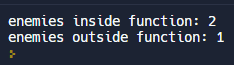 enemies inside function: 2
enemies outside function: 1
>